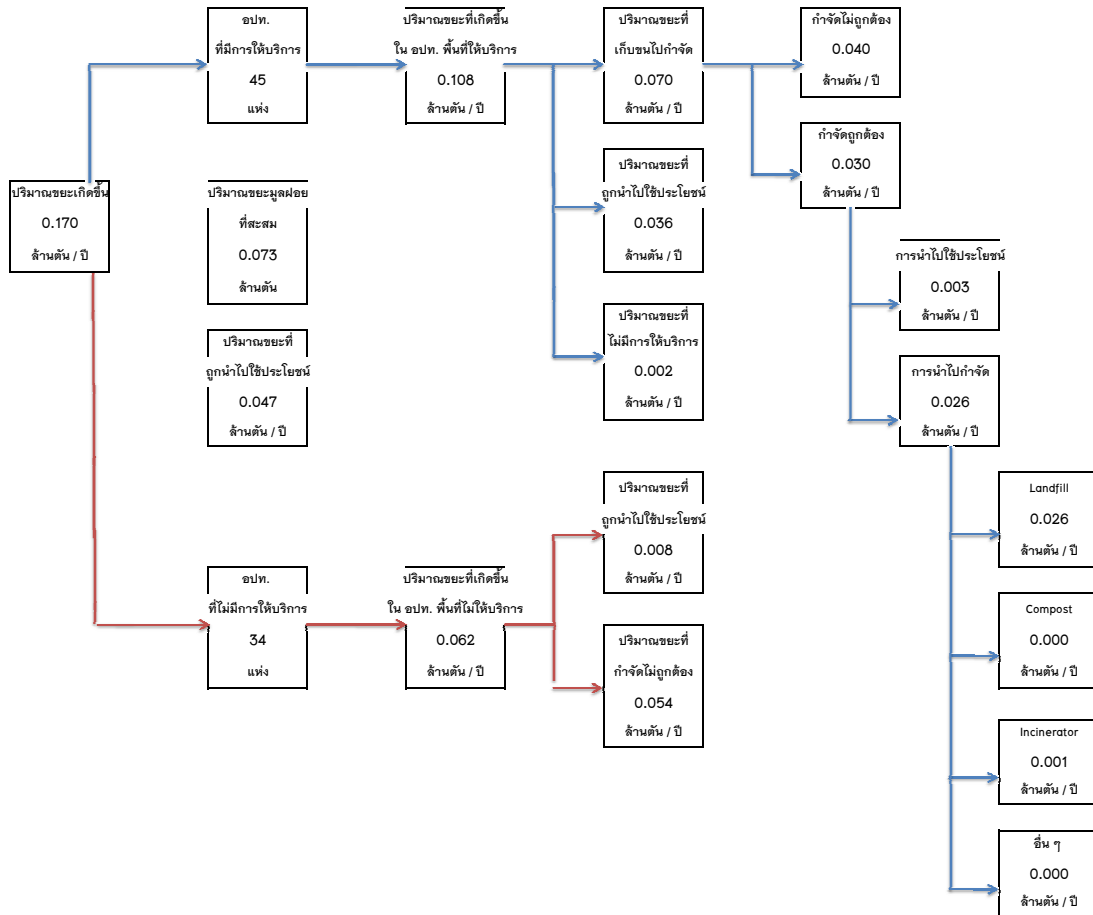 อปท.
ที่มีการให้บริการ
45
แห่ง
ปริมาณขยะที่เกิดขึ้น
ใน อปท. พื้นที่ให้บริการ
0.108
ล้านตัน / ปี
ปริมาณขยะที่
เก็บขนไปกำจัด
0.070
ล้านตัน / ปี
กำจัดไม่ถูกต้อง
0.040
ล้านตัน / ปี
กำจัดถูกต้อง
0.030
ล้านตัน / ปี
ปริมาณขยะเกิดขึ้น
0.170
ล้านตัน / ปี
ปริมาณขยะมูลฝอย
ที่สะสม
0.073
ล้านตัน
ปริมาณขยะที่
ถูกนำไปใช้ประโยชน์
0.036
ล้านตัน / ปี
การนำไปใช้ประโยชน์
0.003
ล้านตัน / ปี
ปริมาณขยะที่
ถูกนำไปใช้ประโยชน์
0.047
ล้านตัน / ปี
ปริมาณขยะที่
ไม่มีการให้บริการ
0.002
ล้านตัน / ปี
การนำไปกำจัด
0.026
ล้านตัน / ปี
ปริมาณขยะที่
ถูกนำไปใช้ประโยชน์
0.008
ล้านตัน / ปี
Landfill
0.026
ล้านตัน / ปี
อปท.
ที่ไม่มีการให้บริการ
34
แห่ง
ปริมาณขยะที่เกิดขึ้น
ใน อปท. พื้นที่ไม่ให้บริการ
0.062
ล้านตัน / ปี
ปริมาณขยะที่
กำจัดไม่ถูกต้อง
0.054
ล้านตัน / ปี
Compost
0.000
ล้านตัน / ปี
Incinerator
0.001
ล้านตัน / ปี
อื่น ๆ
0.000
ล้านตัน / ปี